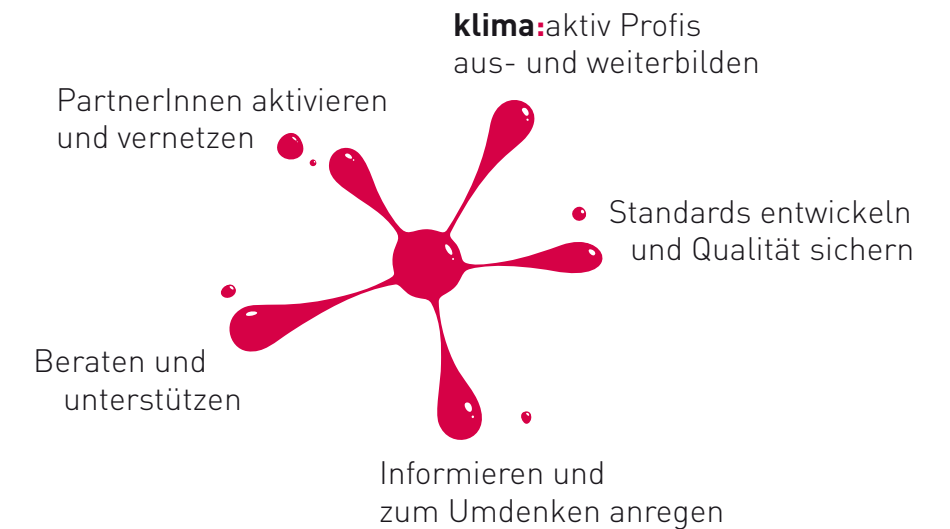 klima:aktiv Profis
aus- und weiterbilden
PartnerInnen aktivieren
und vernetzen
Standards entwickeln
und Qualität sichern
Beraten und
unterstützen
Informieren und
zum Umdenken anregen